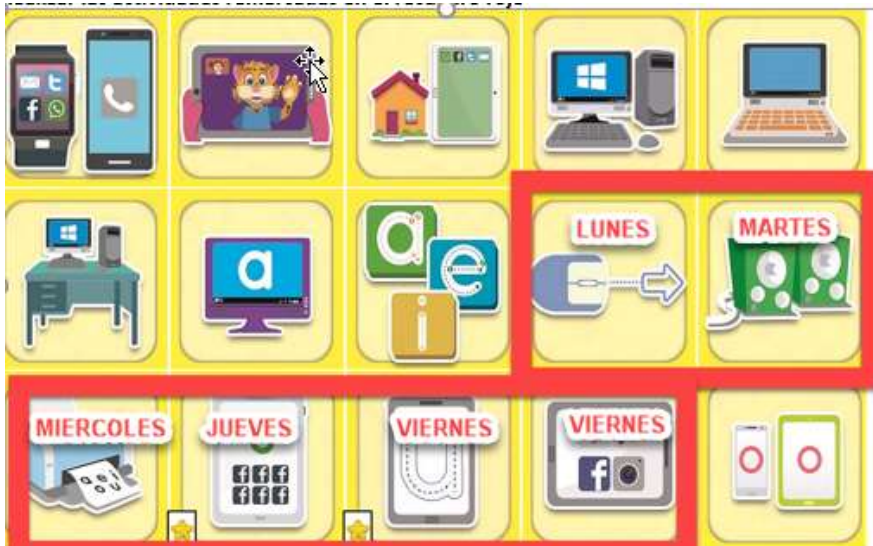 a
a
e
i
LUNES
MARTES
MIERCOLES
JUEVES
VIERNES
VIERNES
a e i
o u
f f f
f f f
a
f
O
O